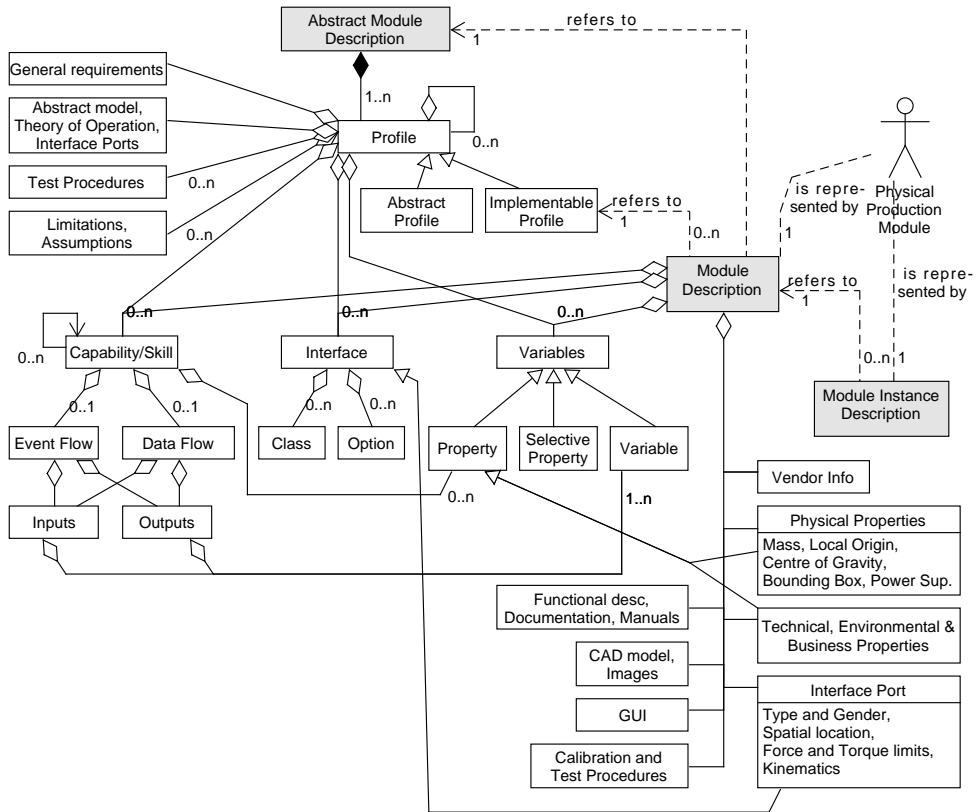 Abstract Module
Description
refers to
1
General requirements
1..n
0..n
Abstract model,
Theory of Operation,
Interface Ports
Profile
Test Procedures
0..n
Limitations,
Assumptions
0..n
Abstract
Profile
Implementable
Profile
refers to
1
0..n
is repre-
sented by
1
Physical
Production
Module
is repre-
sented by
1
Module
Description
refers to
1
0..n
Module Instance
Description
0..n
0..n
0..n
0..n
Capability/Skill
Interface
Variables
0..1
0..1
0..n
0..n
Event Flow
Data Flow
Class
Option
Property
Selective
Property
Variable
0..n
1..n
Inputs
Outputs
Vendor Info
Physical Properties
Mass, Local Origin,
Centre of Gravity,
Bounding Box, Power Sup.
Functional desc,
Documentation, Manuals
Technical, Environmental &
Business Properties
CAD model,
Images
GUI
Interface Port
Type and Gender,
Spatial location,
Force and Torque limits,
Kinematics
Calibration and
Test Procedures